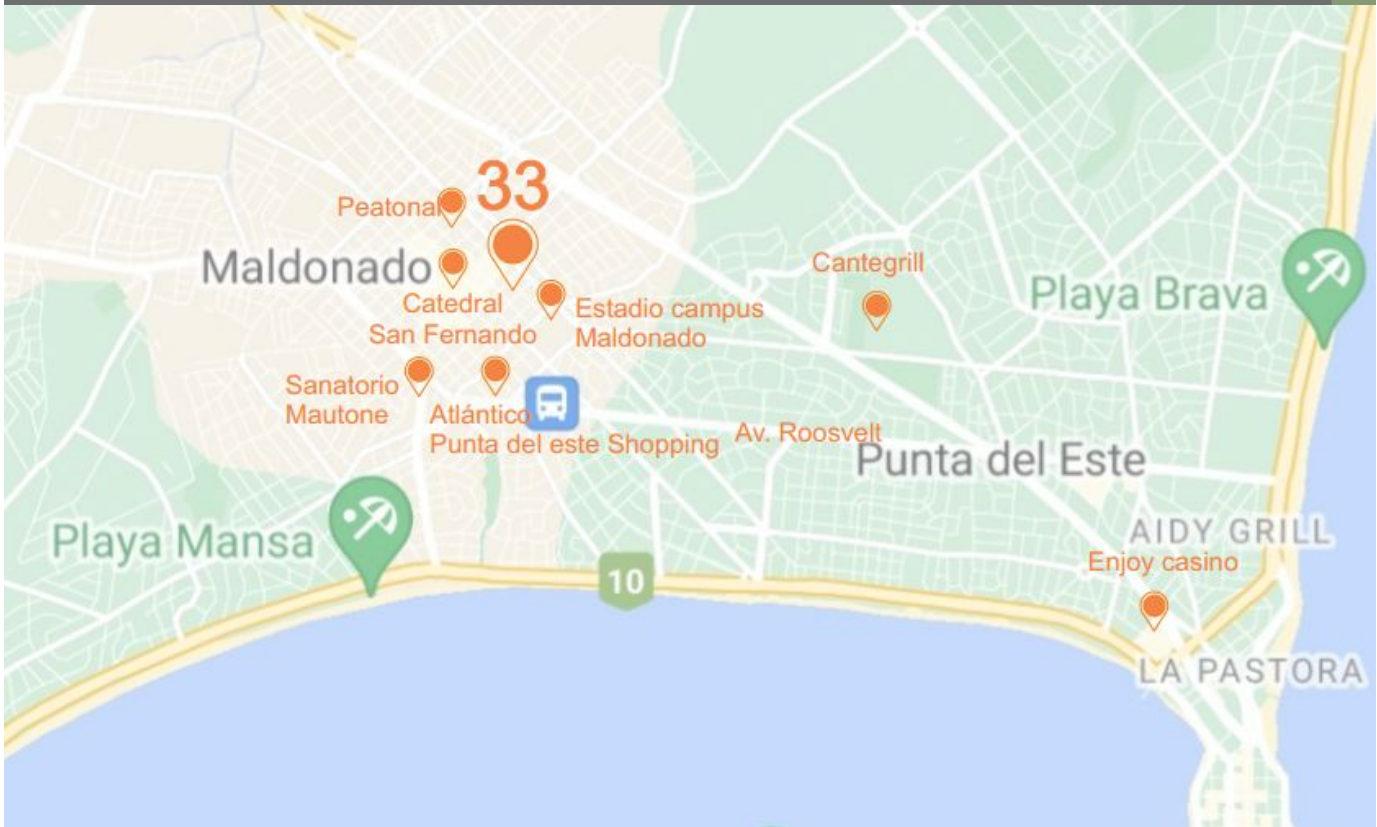 33
Peatonal
Maldonado
Catedral
San Fernando
Estadio campus
Maldonado
Cantegrill
Playa Brava
Sanatorio
Mautone
Atlántico
Punta del este Shopping
Av. Roosvelt
Punta del Este
Playa Mansa
AIDY GRILL
Enjoy casino
10
LA PASTORA